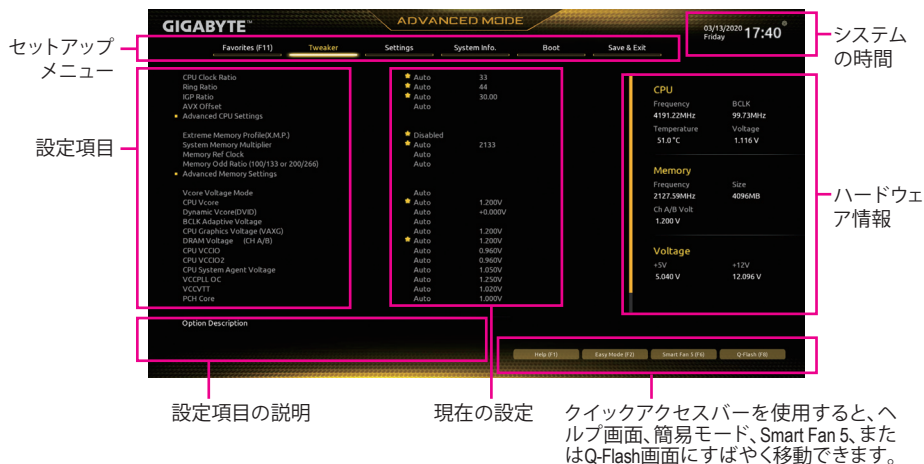 GIGABYTE™
ADVANCED MODE
03/13/2020
Friday
17:40
セットアップ
メニュー
システム
の時間
Favorites (F11) Tweaker Settings System Info. Boot Save & Exit
設定項目
CPU Clock Ratio Auto 33
Ring Ratio Auto 44
IGP Ratio Auto 30.00
AVX Offset Auto
Advanced CPU Settings
Extreme Memory Profile(X.M.P.) Disabled
System Memory Multiplier Auto 2133
Memory Ref Clock Auto
Memory Odd Ratio (100/133 or 200/266) Auto
Advanced Memory Settings
Vcore Voltage Mode Auto
CPU Vcore Auto 1.200V
Dynamic Vcore(DVID) Auto +0.000V
BCLK Adaptive Voltage Auto
CPU Graphics Voltage (VAXG) Auto 1.200V
DRAM Voltage (CH A/B) Auto 1.200V
CPU VCCIO Auto 0.960V
CPU VCCIO2 Auto 0.960V
CPU System Agent Voltage Auto 1.050V
VCCPLL OC Auto 1.250V
VCCVTT Auto 1.020V
PCH Core Auto 1.000V
CPU
Frequency BCLK
4191.22MHz 99.73MHz
Temperature Voltage
51.0 °C 1.116 V
Memory
Frequency Size
2127.59MHz 4096MB
Ch A/B Volt
1.200 V
Voltage
+5V +12V
5.040 V 12.096 V
ハードウェ
ア情報
Option Description
Help (F1) Easy Mode (F2) Smart Fan 5 (F6) Q-Flash (F8)
設定項目の説明
現在の設定
クイックアクセスバーを使用すると、ヘ
ルプ画面、簡易モード、Smart Fan 5、また
はQ-Flash画面にすばやく移動できます。